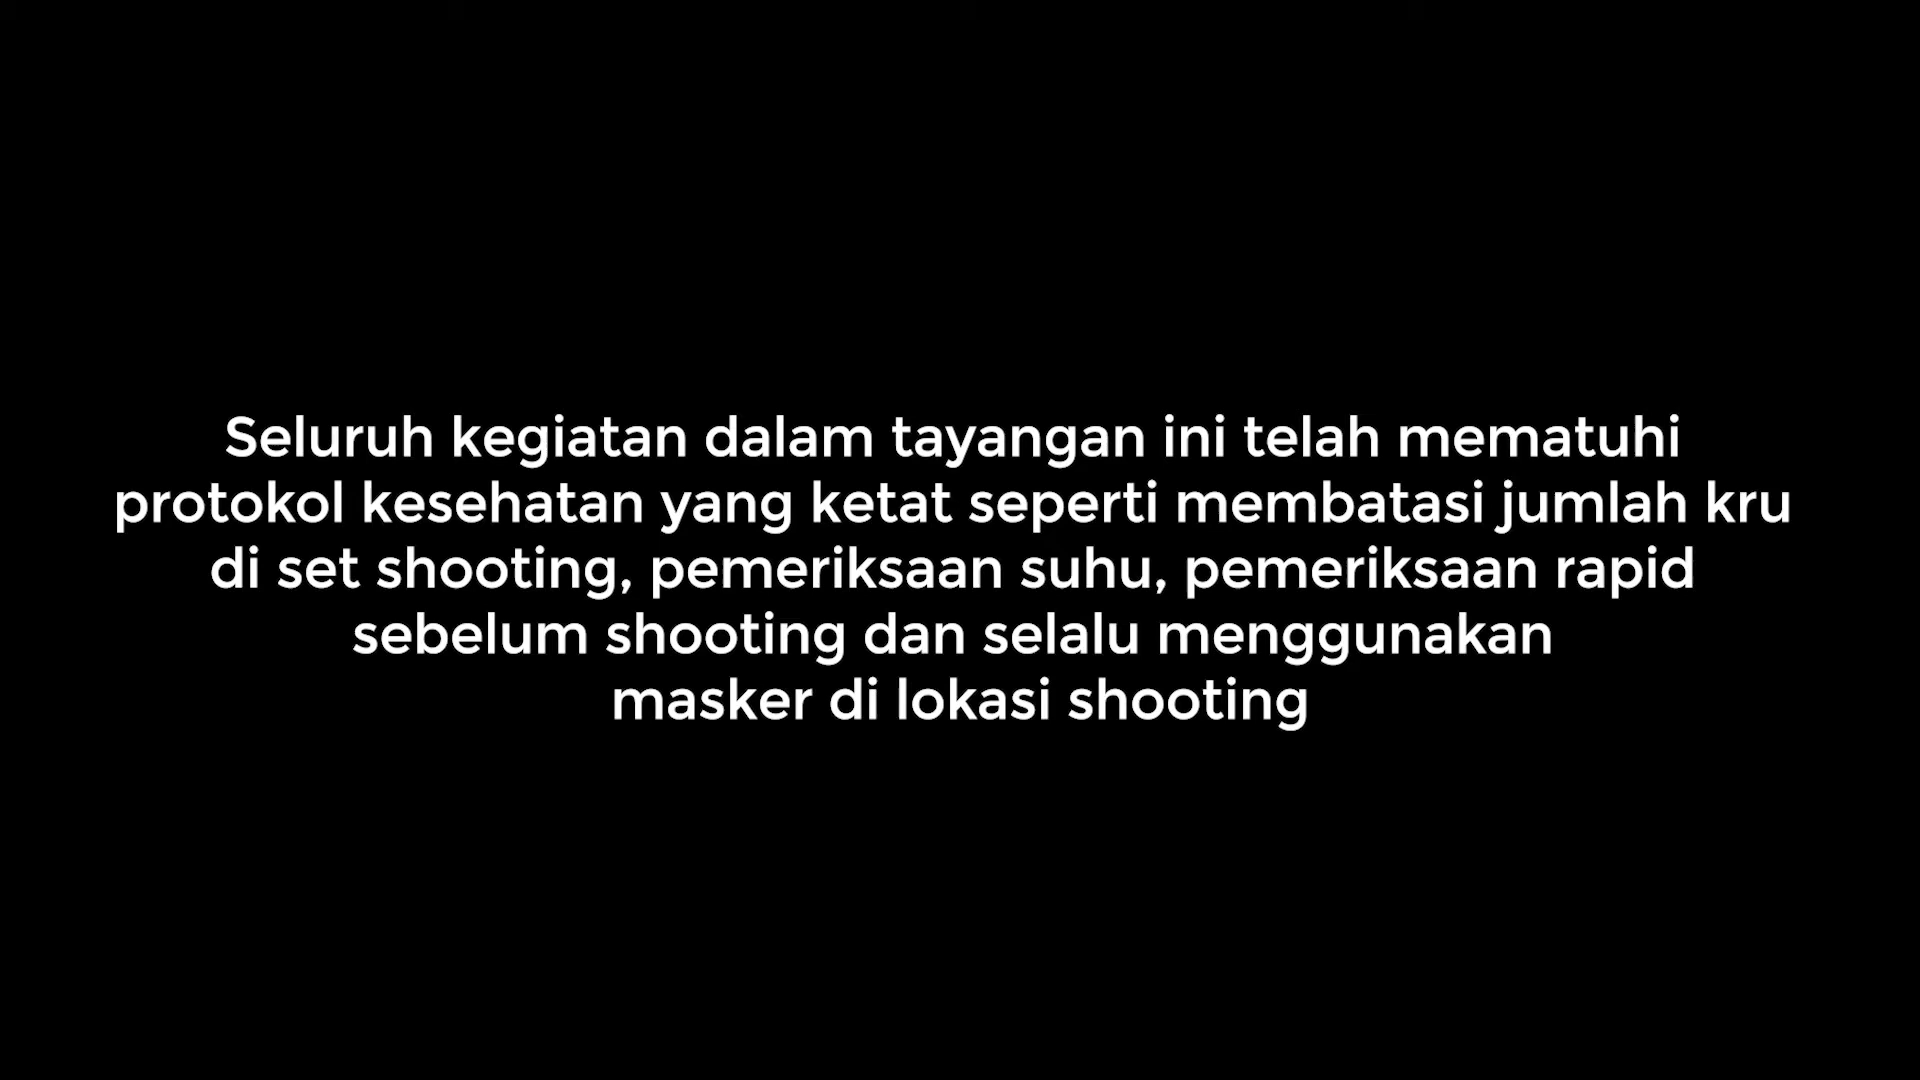 Seluruh kegiatan dalam tayangan ini telah mematuhi
protokol kesehatan yang ketat seperti membatasi jumlah kru
di set shooting, pemeriksaan suhu, pemeriksaan rapid
sebelum shooting dan selalu menggunakan
masker di lokasi shooting